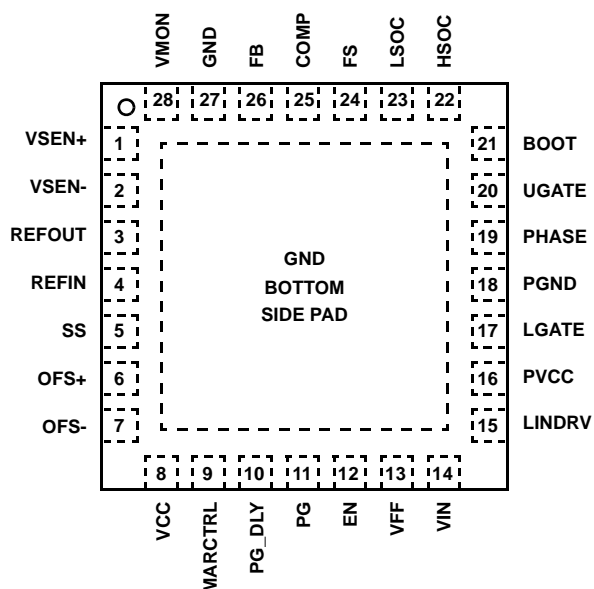 VMON
GND
FB
COMP
FS
LSOC
HSOC
28 27 26 25 24 23 22
VSEN+ 1
VSEN- 2
REFOUT 3
REFIN 4
SS 5
OFS+ 6
OFS- 7
GND
BOTTOM
SIDE PAD
21 BOOT
20 UGATE
19 PHASE
18 PGND
17 LGATE
16 PVCC
15 LINDRV
8 9 10 11 12 13 14
VCC
MARCTRL
PG_DLY
PG
EN
VFF
VIN